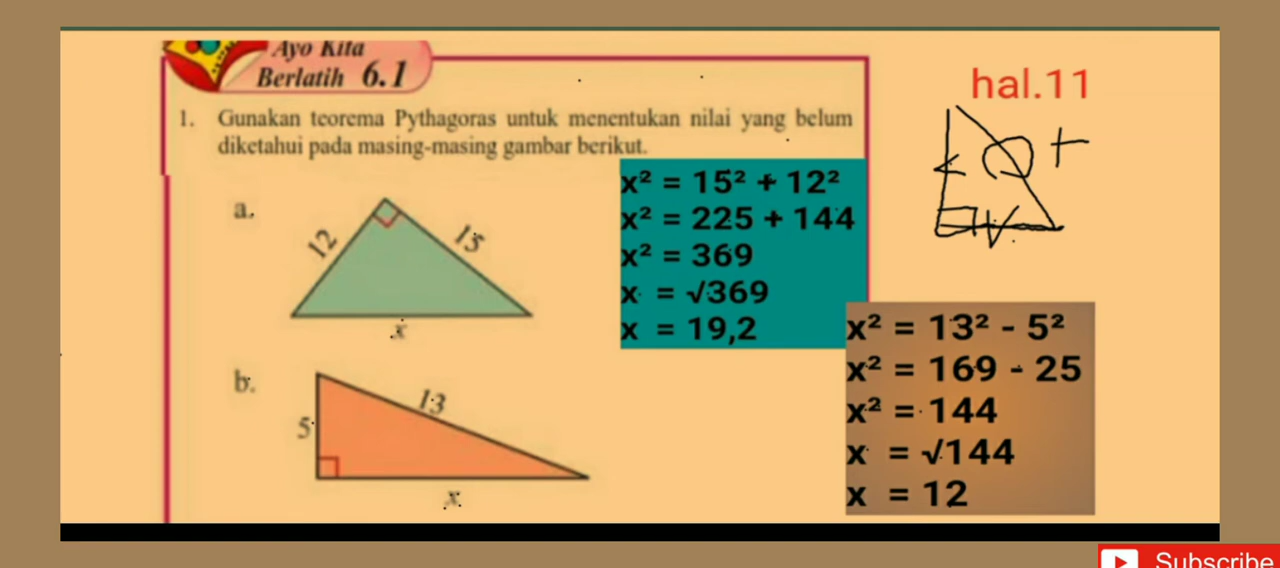 Ayo Kita
Berlatih 6.1
hal.11
1. Gunakan teorema Pythagoras untuk menentukan nilai yang belum
diketahui pada masing-masing gambar berikut.
a.
12
15
x
x² = 15² + 12²
x² = 225 + 144
x² = 369
x = √369
x = 19,2
b.
5
13
x
x² = 13² - 5²
x² = 169 - 25
x² = 144
x = √144
x = 12
Subscribe